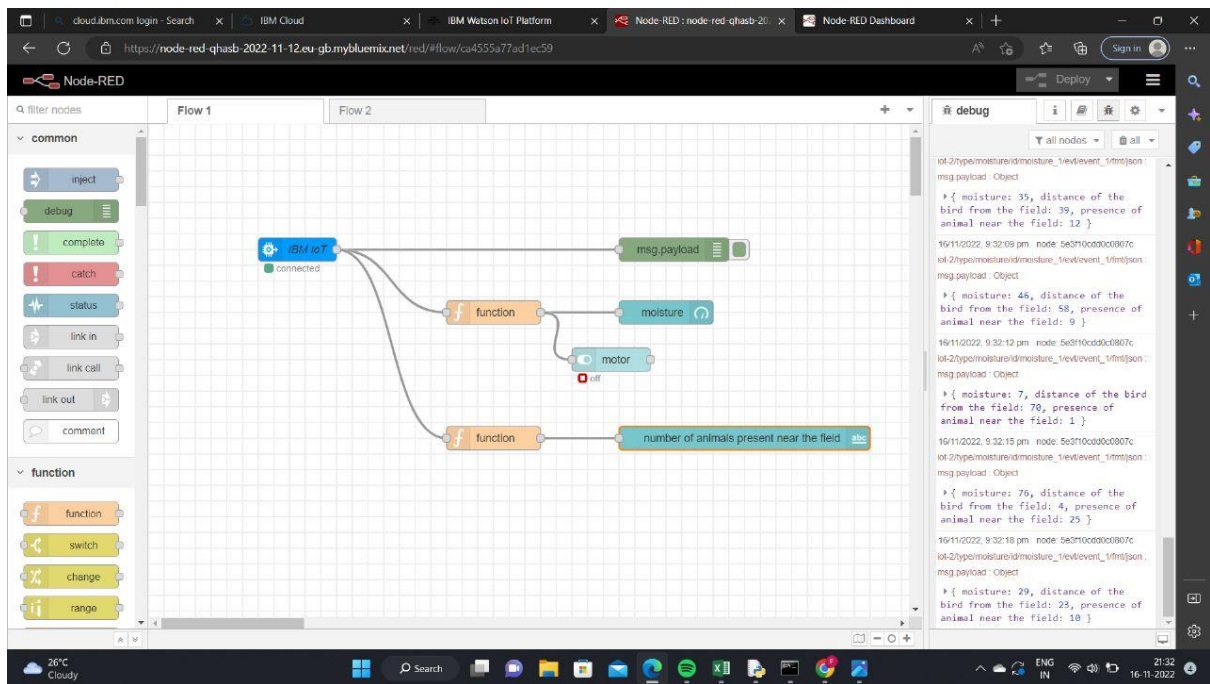 cloud.ibm.com login - Search
IBM Cloud
IBM Watson IoT Platform
Node-RED : node-red-qhasb-20
Node-RED Dashboard
https://node-red-qhasb-2022-11-12.eu-gb.mybluemix.net/red/#flow/ca4555a77ad1ec59
Sign in
Node-RED
Deploy
filter nodes
Flow 1
Flow 2
debug
i
common
all nodes
all
inject
debug
complete
catch
status
link in
link call
link out
comment
function
function
switch
change
range
IBM IoT
connected
msg.payload
function
moisture
motor
off
function
number of animals present near the field
abc
iot-2/type/moisture/id/moisture_1/evt/event_1/fmt/json :
msg.payload : Object
{ moisture: 35, distance of the
bird from the field: 39, presence of
animal near the field: 12 }
16/11/2022, 9:32:09 pm node: 5e3f10cdd0c0807c
iot-2/type/moisture/id/moisture_1/evt/event_1/fmt/json :
msg.payload : Object
{ moisture: 46, distance of the
bird from the field: 58, presence of
animal near the field: 9 }
16/11/2022, 9:32:12 pm node: 5e3f10cdd0c0807c
iot-2/type/moisture/id/moisture_1/evt/event_1/fmt/json :
msg.payload : Object
{ moisture: 7, distance of the bird
from the field: 70, presence of
animal near the field: 1 }
16/11/2022, 9:32:15 pm node: 5e3f10cdd0c0807c
iot-2/type/moisture/id/moisture_1/evt/event_1/fmt/json :
msg.payload : Object
{ moisture: 76, distance of the
bird from the field: 4, presence of
animal near the field: 25 }
16/11/2022, 9:32:18 pm node: 5e3f10cdd0c0807c
iot-2/type/moisture/id/moisture_1/evt/event_1/fmt/json :
msg.payload : Object
{ moisture: 29, distance of the
bird from the field: 23, presence of
animal near the field: 10 }
26°C
Cloudy
Search
ENG
IN
21:32
16-11-2022